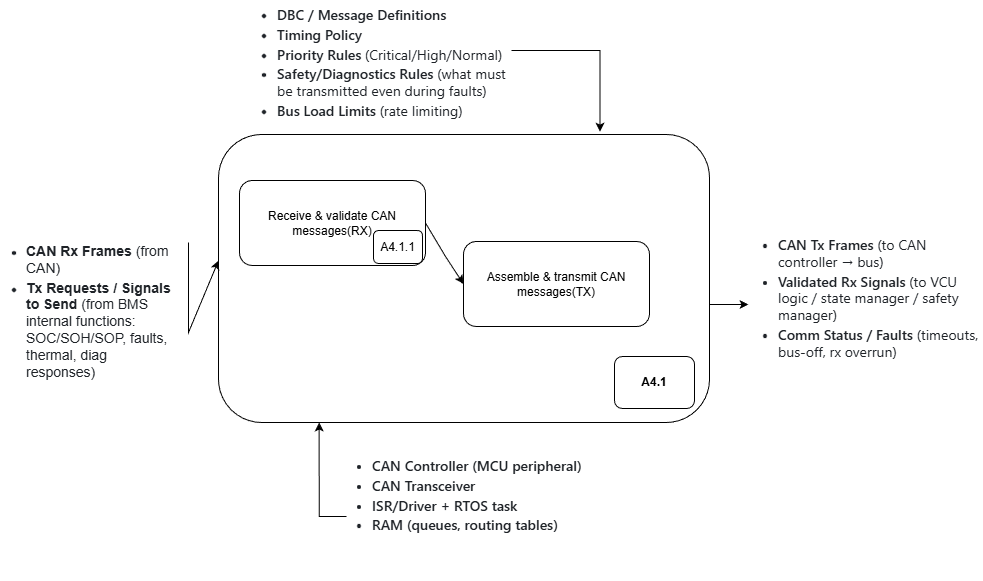 DBC / Message Definitions
Timing Policy
Priority Rules (Critical/High/Normal)
Safety/Diagnostics Rules (what must
be transmitted even during faults)
Bus Load Limits (rate limiting)
Receive & validate CAN
messages(RX)
A4.1.1
CAN Rx Frames (from
CAN)
Tx Requests / Signals
to Send (from BMS
internal functions:
SOC/SOH/SOP, faults,
thermal, diag
responses)
Assemble & transmit CAN
messages(TX)
A4.1
CAN Tx Frames (to CAN
controller → bus)
Validated Rx Signals (to VCU
logic / state manager / safety
manager)
Comm Status / Faults (timeouts,
bus-off, rx overrun)
CAN Controller (MCU peripheral)
CAN Transceiver
ISR/Driver + RTOS task
RAM (queues, routing tables)